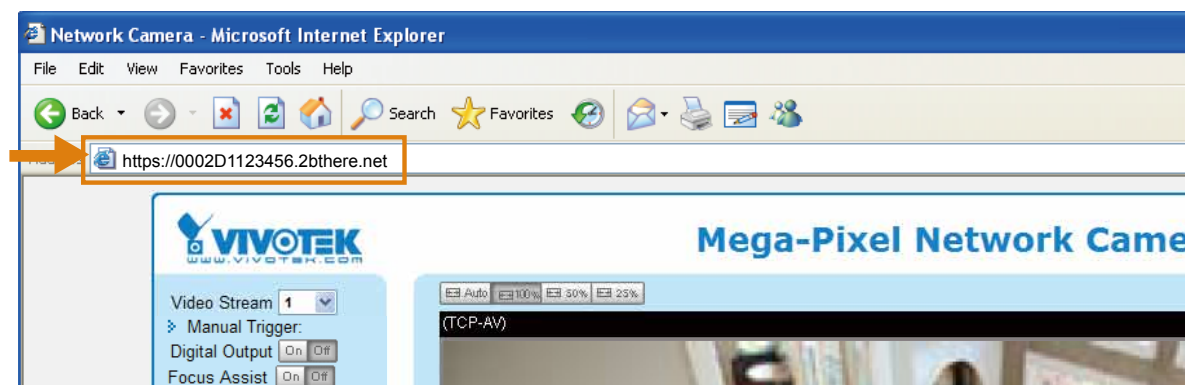 Network Camera - Microsoft Internet Explorer
File Edit View Favorites Tools Help
Back Search Favorites
https://0002D1123456.2bthere.net
VIVOTEK
www.vivotek.com
Mega-Pixel Network Came
Video Stream 1
Auto 100% 50% 25%
Manual Trigger:
(TCP-AV)
Digital Output On Off
Focus Assist On Off